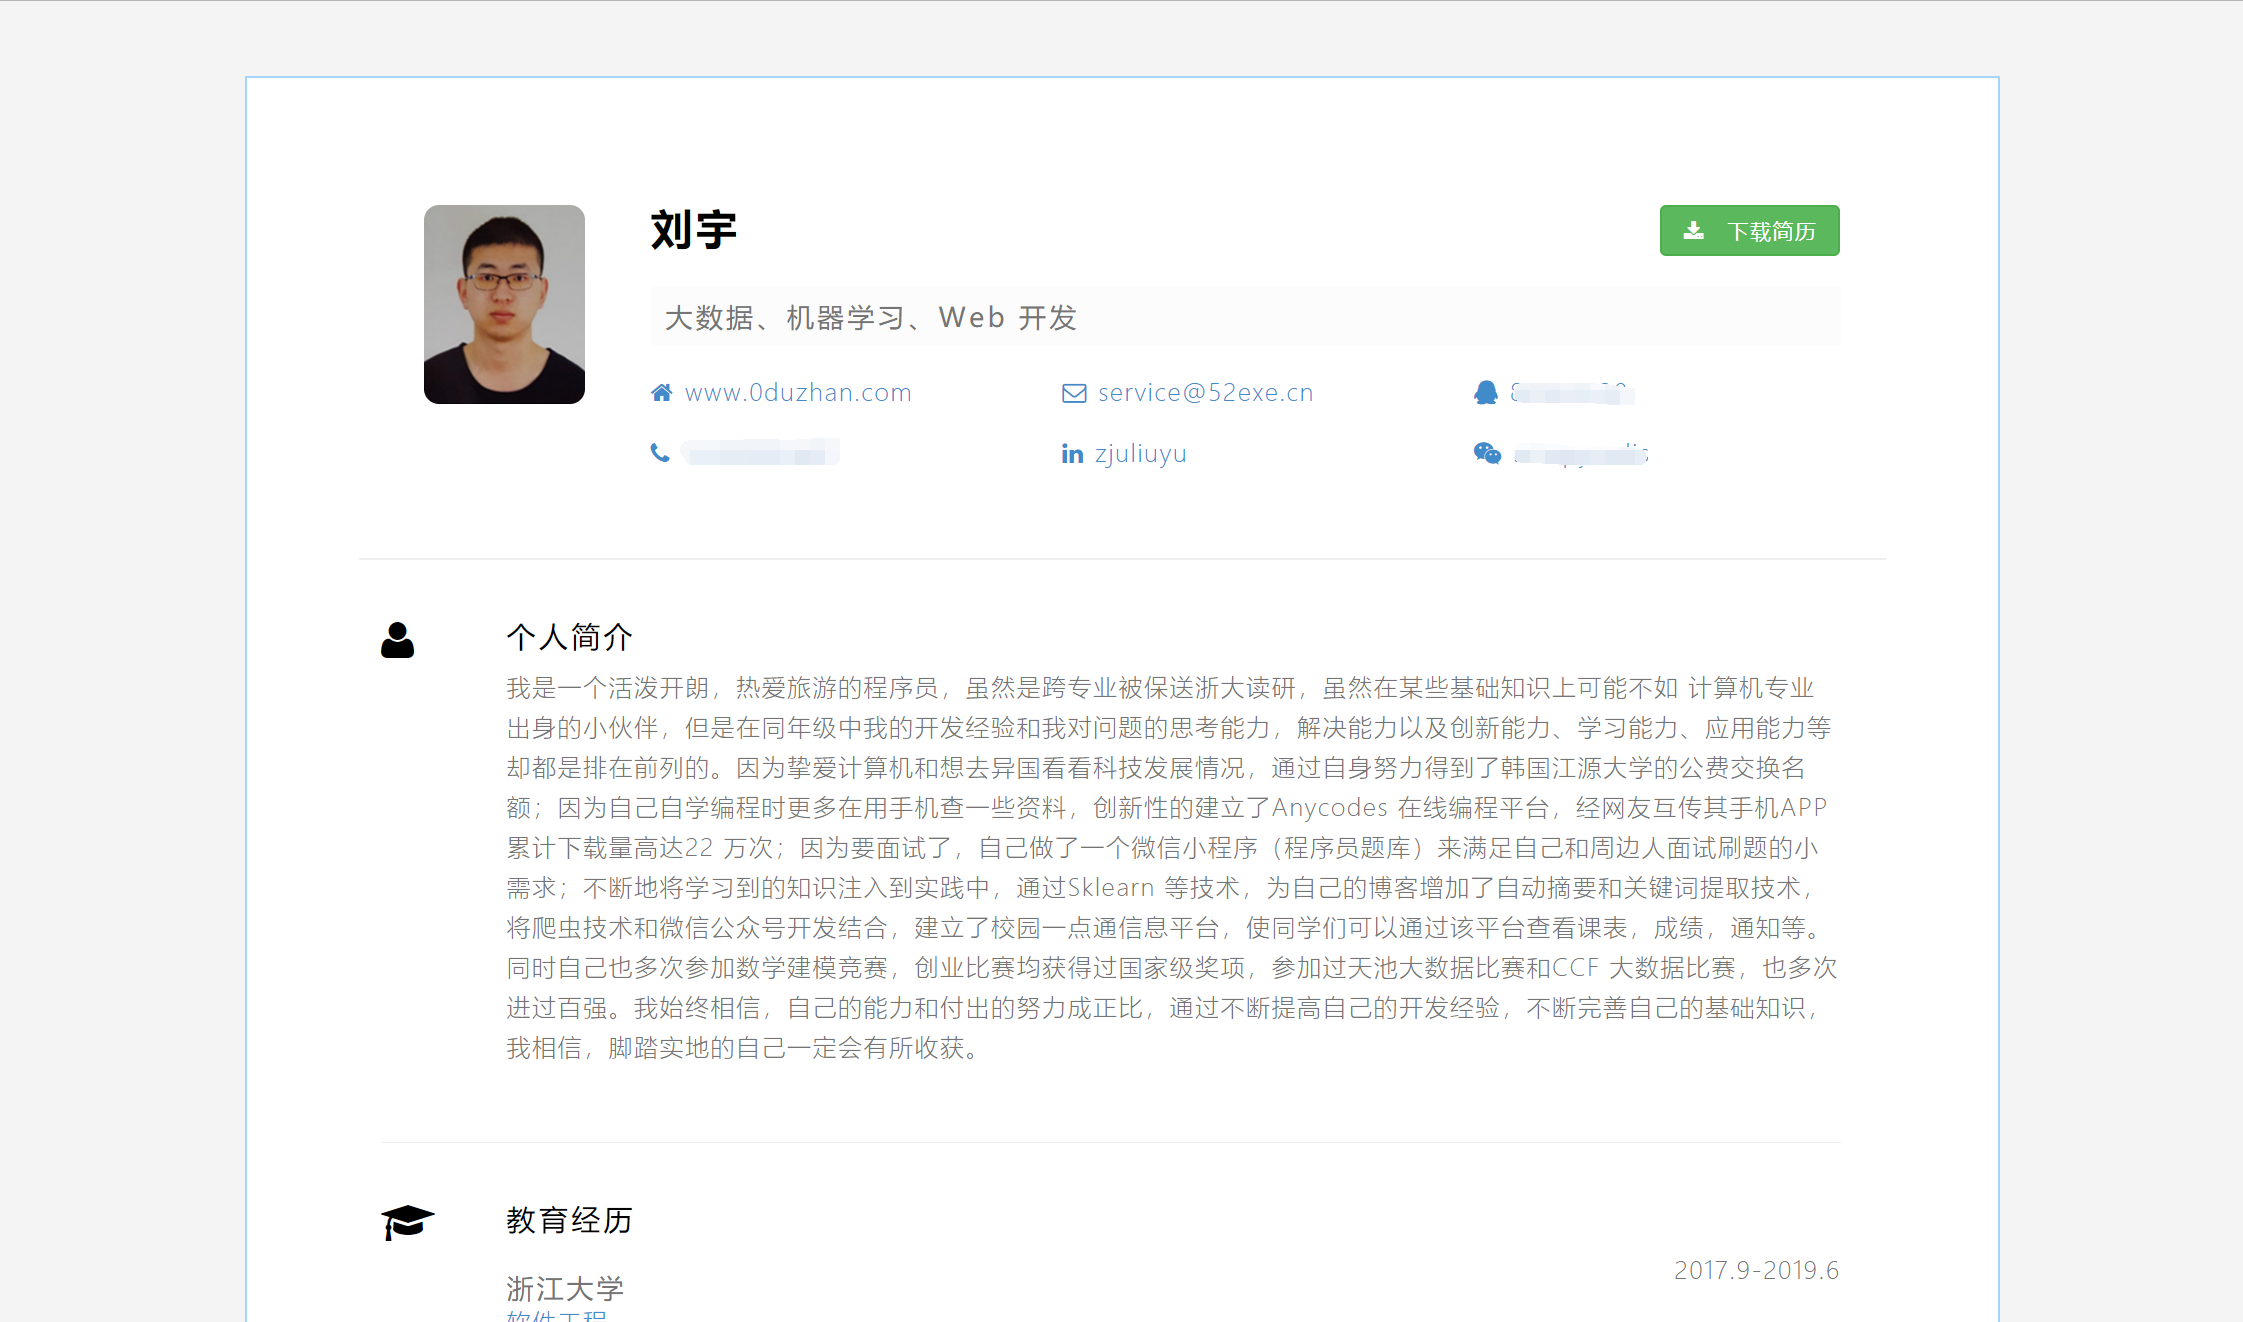 刘宇
下载简历
大数据、机器学习、Web 开发
www.0duzhan.com
service@52exe.cn
zjuliuyu
个人简介
我是一个活泼开朗，热爱旅游的程序员，虽然是跨专业被保送浙大读研，虽然在某些基础知识上可能不如 计算机专业
出身的小伙伴，但是在同年级中我的开发经验和我对问题的思考能力，解决能力以及创新能力、学习能力、应用能力等
却都是排在前列的。因为挚爱计算机和想去异国看看科技发展情况，通过自身努力得到了韩国江源大学的公费交换名
额；因为自己自学编程时更多在用手机查一些资料，创新性的建立了Anycodes 在线编程平台，经网友互传其手机APP
累计下载量高达22 万次；因为要面试了，自己做了一个微信小程序（程序员题库）来满足自己和周边人面试刷题的小
需求；不断地将学习到的知识注入到实践中，通过Sklearn 等技术，为自己的博客增加了自动摘要和关键词提取技术，
将爬虫技术和微信公众号开发结合，建立了校园一点通信息平台，使同学们可以通过该平台查看课表，成绩，通知等。
同时自己也多次参加数学建模竞赛，创业比赛均获得过国家级奖项，参加过天池大数据比赛和CCF 大数据比赛，也多次
进过百强。我始终相信，自己的能力和付出的努力成正比，通过不断提高自己的开发经验，不断完善自己的基础知识，
我相信，脚踏实地的自己一定会有所收获。
教育经历
2017.9-2019.6
浙江大学
软件工程